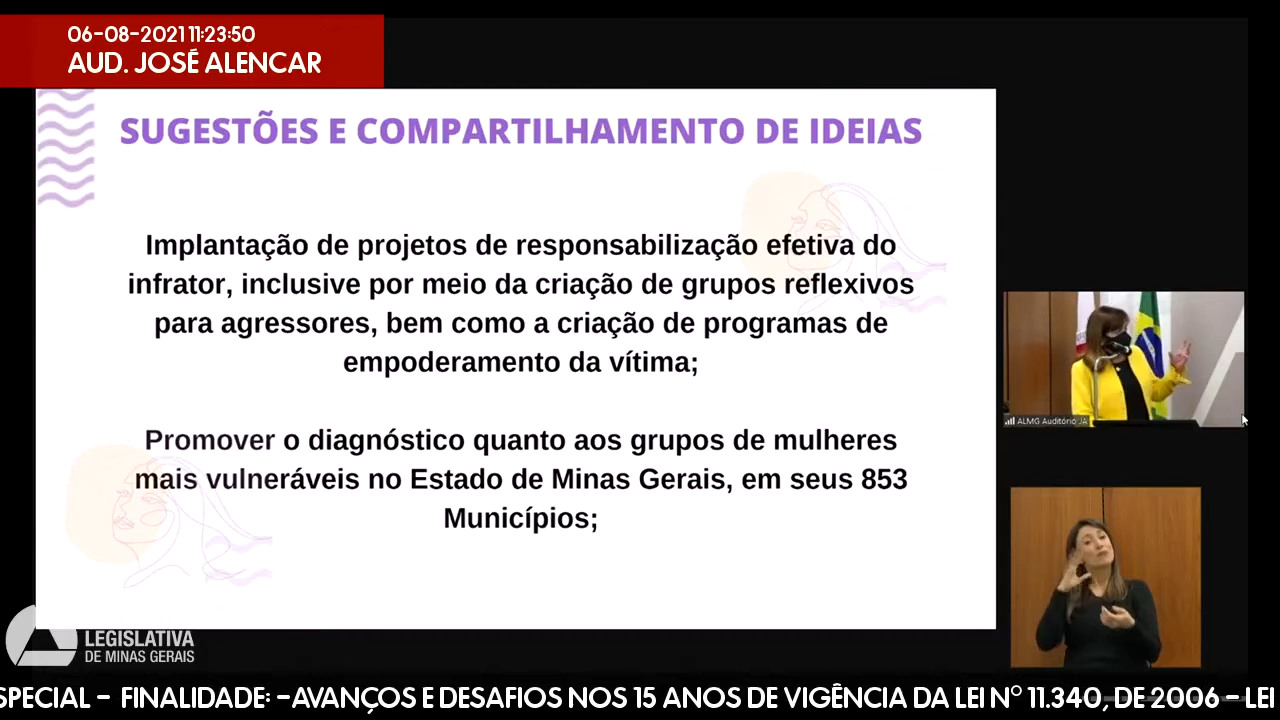 06-08-2021 11:23:50
AUD. JOSÉ ALENCAR
SUGESTÕES E COMPARTILHAMENTO DE IDEIAS
Implantação de projetos de responsabilização efetiva do
infrator, inclusive por meio da criação de grupos reflexivos
para agressores, bem como a criação de programas de
empoderamento da vítima;
Promover o diagnóstico quanto aos grupos de mulheres
mais vulneráveis no Estado de Minas Gerais, em seus 853
Municípios;
ALMG Auditório JA
LEGISLATIVA
DE MINAS GERAIS
SPECIAL - FINALIDADE: -AVANÇOS E DESAFIOS NOS 15 ANOS DE VIGÊNCIA DA LEI Nº 11.340, DE 2006 - LEI